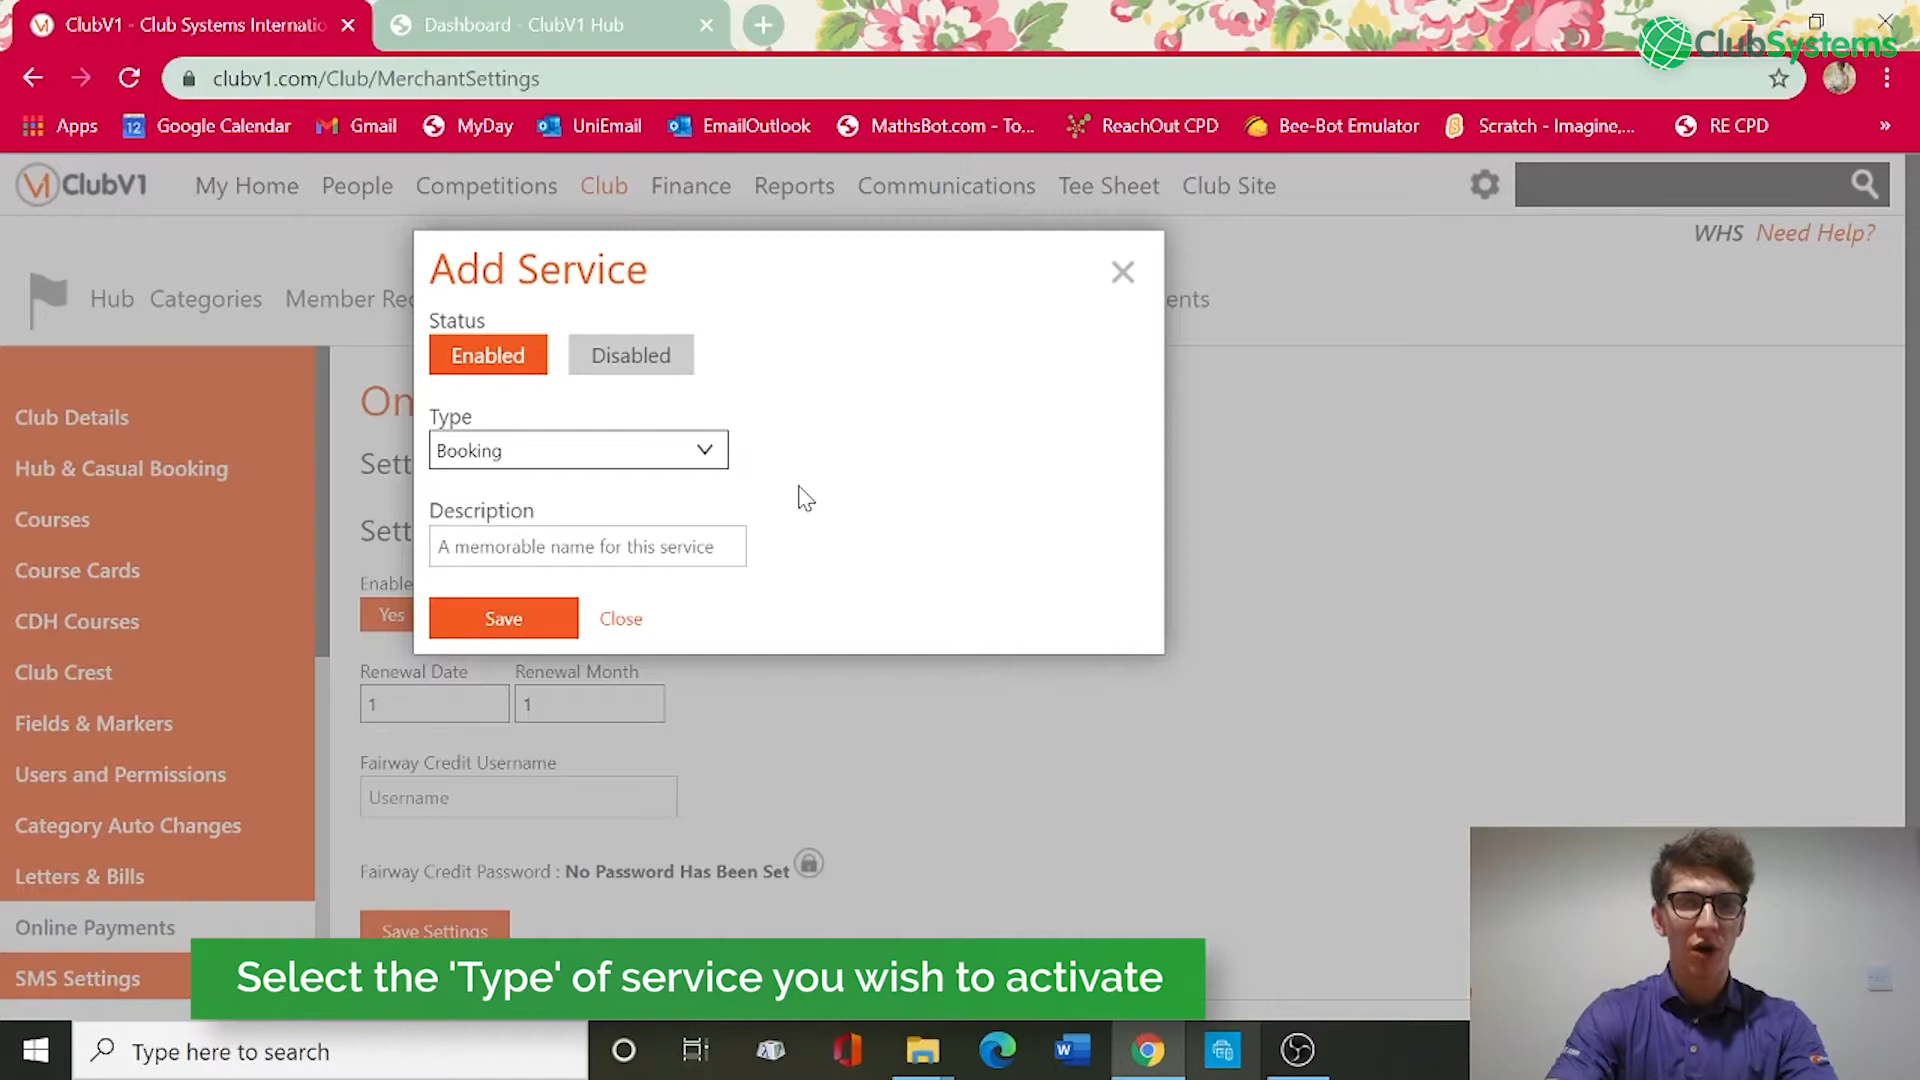 ClubV1 - Club Systems Internatio
Dashboard - ClubV1 Hub
ClubSystems
clubv1.com/Club/MerchantSettings
Apps
12
Google Calendar
Gmail
MyDay
UniEmail
EmailOutlook
MathsBot.com - To...
ReachOut CPD
Bee-Bot Emulator
Scratch - Imagine,...
RE CPD
»
ClubV1
My Home
People
Competitions
Club
Finance
Reports
Communications
Tee Sheet
Club Site
WHS Need Help?
Hub
Categories
Member Re
ents
Add Service
Status
Enabled
Disabled
Type
Booking
Description
A memorable name for this service
Save
Close
Club Details
Hub & Casual Booking
Courses
Course Cards
CDH Courses
Club Crest
Fields & Markers
Users and Permissions
Category Auto Changes
Letters & Bills
Online Payments
SMS Settings
On
Sett
Sett
Enable
Yes
Renewal Date
Renewal Month
1
1
Fairway Credit Username
Username
Fairway Credit Password : No Password Has Been Set
Save Settings
Select the 'Type' of service you wish to activate
Type here to search